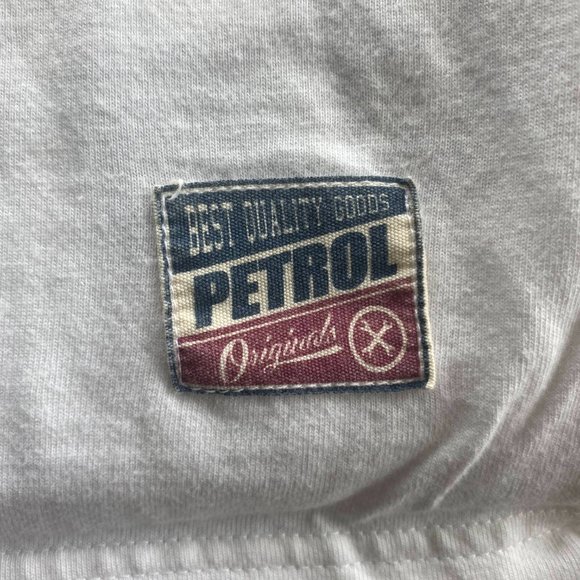 BEST QUALITY GOODS
PETROL
Originals